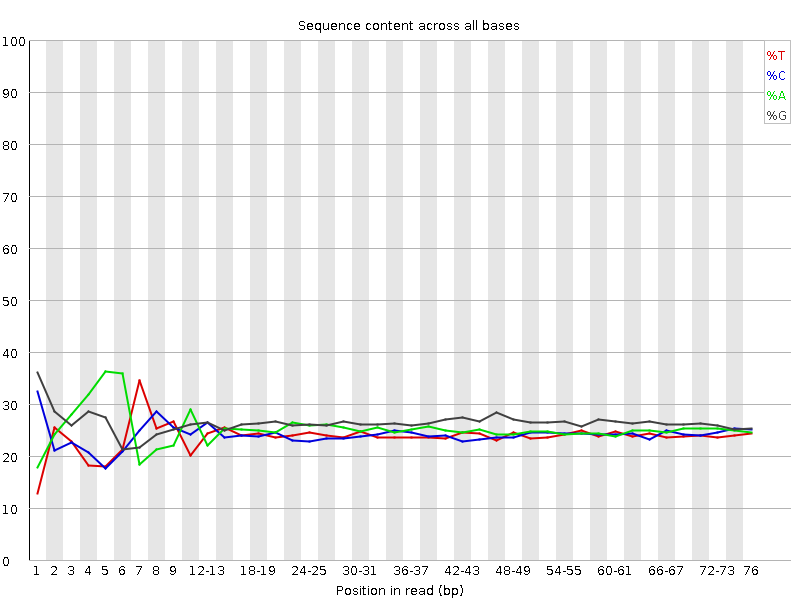 Sequence content across all bases
100
90
80
70
60
50
40
30
20
10
0
%T
%C
%A
%G
1 2 3 4 5 6 7 8 9 12-13 18-19 24-25 30-31 36-37 42-43 48-49 54-55 60-61 66-67 72-73 76
Position in read (bp)